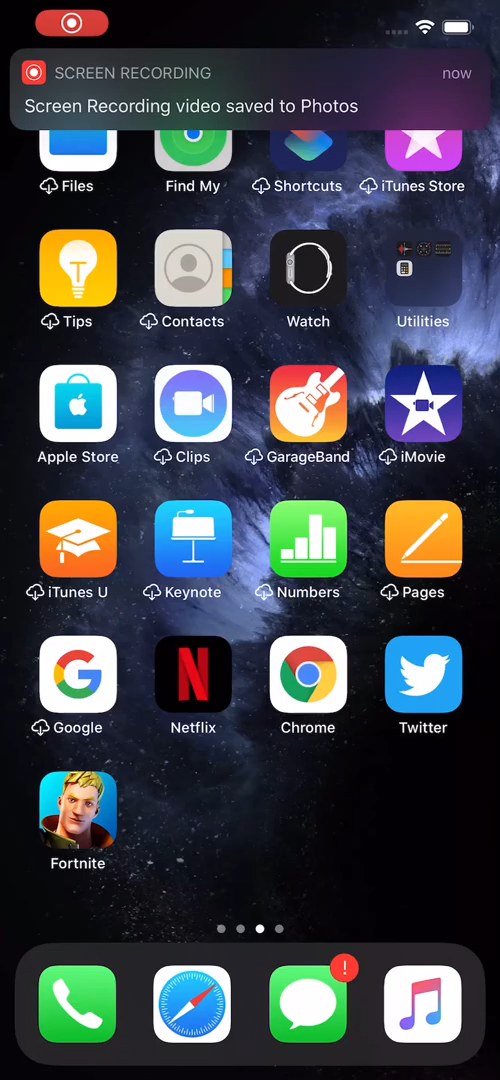 SCREEN RECORDING now
Screen Recording video saved to Photos
Files Find My Shortcuts iTunes Store
Tips Contacts Watch Utilities
Apple Store Clips GarageBand iMovie
iTunes U Keynote Numbers Pages
Google Netflix Chrome Twitter
Fortnite
!